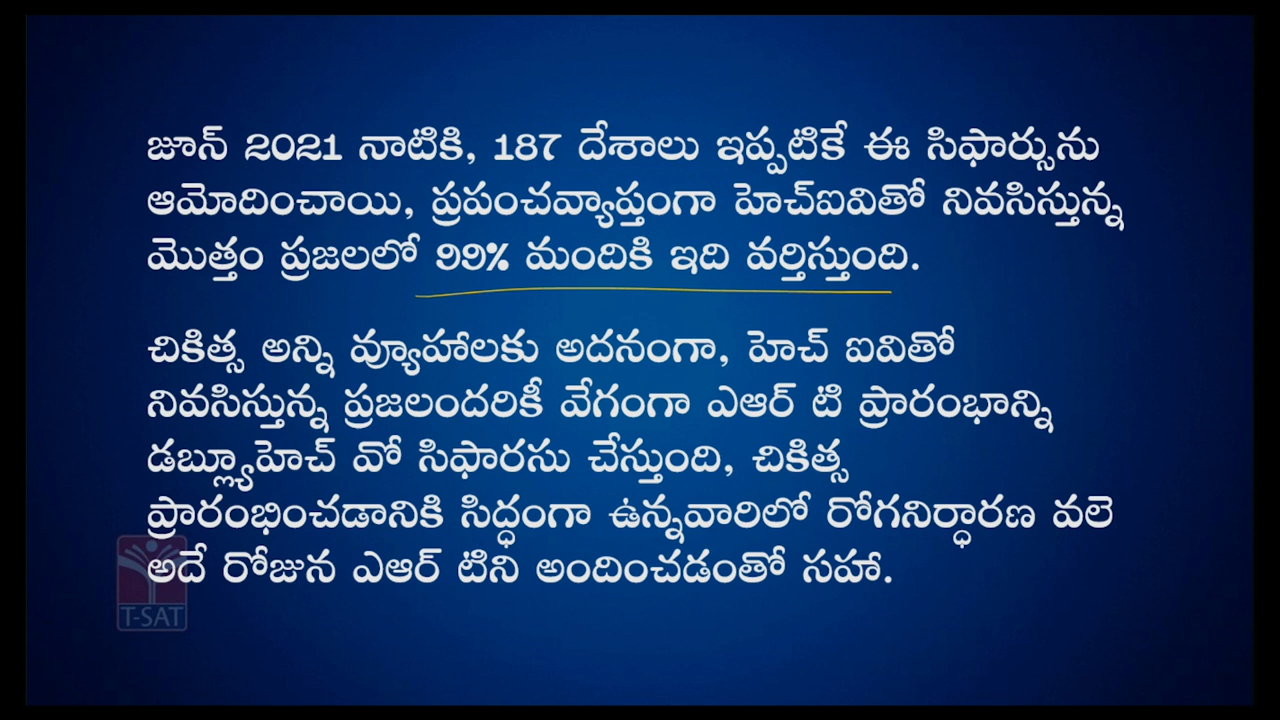 జూన్ 2021 నాటికి, 187 దేశాలు ఇప్పటికే ఈ సిఫార్సును
ఆమోదించాయి, ప్రపంచవ్యాప్తంగా హెచ్ఐవితో నివసిస్తున్న
మొత్తం ప్రజలలో 99% మందికి ఇది వర్తిస్తుంది.
చికిత్స అన్ని వ్యూహాలకు అదనంగా, హెచ్ ఐవితో
నివసిస్తున్న ప్రజలందరికీ వేగంగా ఎఆర్ టి ప్రారంభాన్ని
డబ్ల్యూహెచ్ వో సిఫారసు చేస్తుంది, చికిత్స
ప్రారంభించడానికి సిద్ధంగా ఉన్నవారిలో రోగనిర్ధారణ వలె
అదే రోజున ఎఆర్ టిని అందించడంతో సహా.
T-SAT